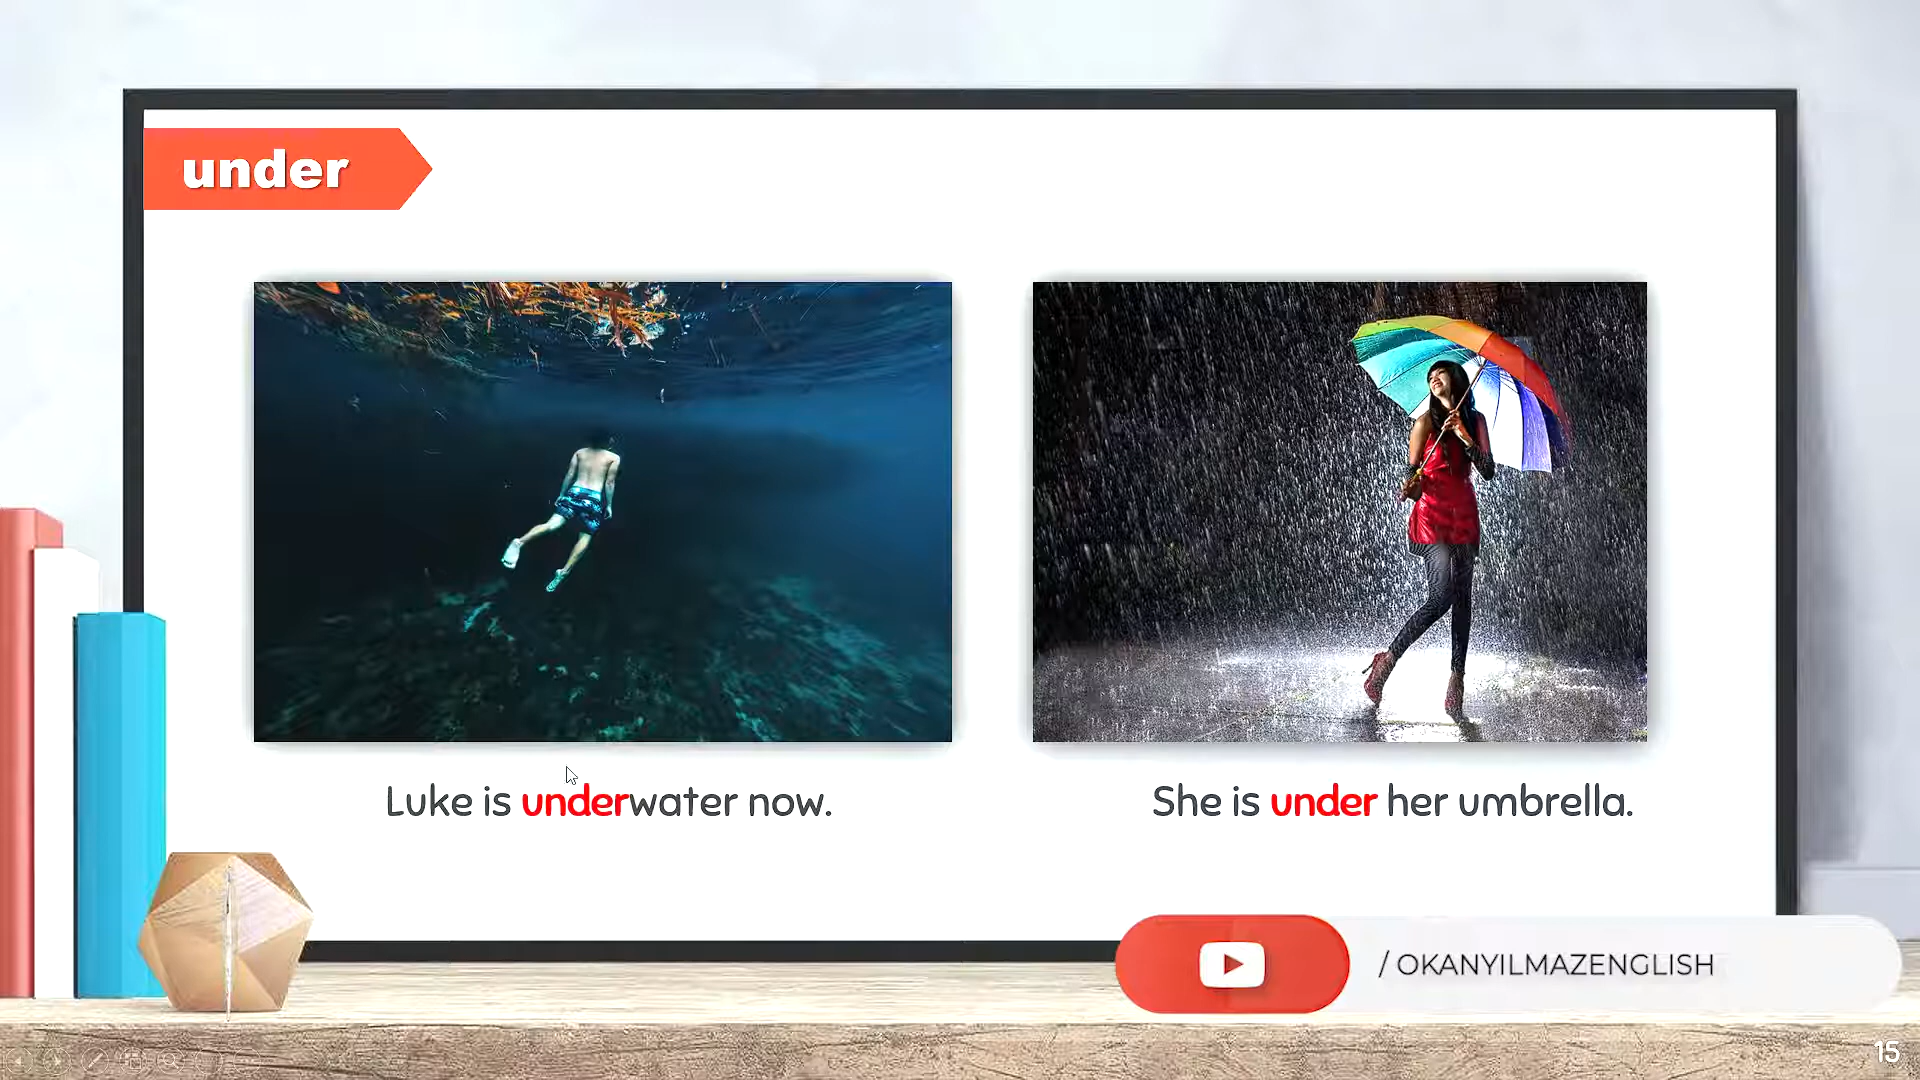 under
Luke is underwater now.
She is under her umbrella.
/ OKANYILMAZENGLISH
15